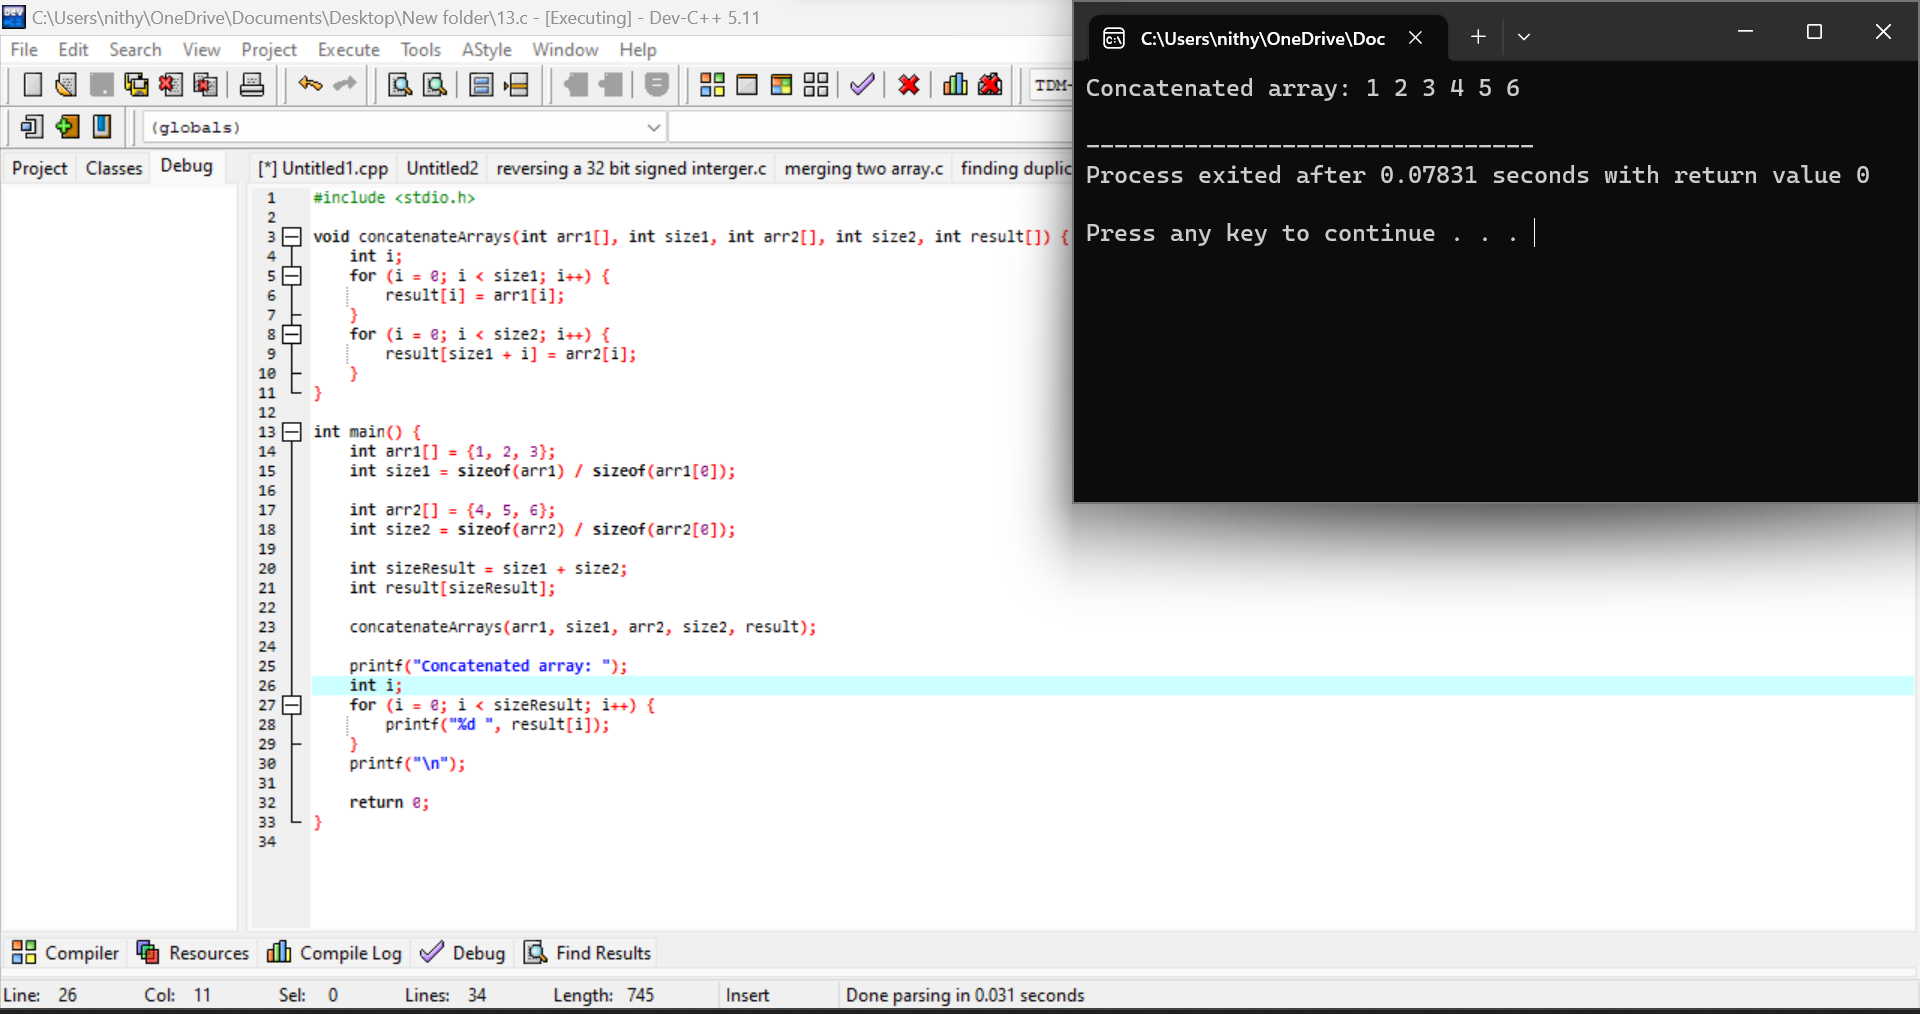 C:\Users\nithy\OneDrive\Documents\Desktop\New folder\13.c - [Executing] - Dev-C++ 5.11
File Edit Search View Project Execute Tools AStyle Window Help
TDM-
(globals)
Project Classes Debug
[*] Untitled1.cpp Untitled2 reversing a 32 bit signed interger.c merging two array.c finding duplic
1 #include <stdio.h>
2
3 void concatenateArrays(int arr1[], int size1, int arr2[], int size2, int result[]) {
4 int i;
5 for (i = 0; i < size1; i++) {
6 result[i] = arr1[i];
7 }
8 for (i = 0; i < size2; i++) {
9 result[size1 + i] = arr2[i];
10 }
11 }
12
13 int main() {
14 int arr1[] = {1, 2, 3};
15 int size1 = sizeof(arr1) / sizeof(arr1[0]);
16
17 int arr2[] = {4, 5, 6};
18 int size2 = sizeof(arr2) / sizeof(arr2[0]);
19
20 int sizeResult = size1 + size2;
21 int result[sizeResult];
22
23 concatenateArrays(arr1, size1, arr2, size2, result);
24
25 printf("Concatenated array: ");
26 int i;
27 for (i = 0; i < sizeResult; i++) {
28 printf("%d ", result[i]);
29 }
30 printf("\n");
31
32 return 0;
33 }
34
C:\Users\nithy\OneDrive\Doc
Concatenated array: 1 2 3 4 5 6
--------------------------------
Process exited after 0.07831 seconds with return value 0
Press any key to continue . . .
Compiler Resources Compile Log Debug Find Results
Line: 26 Col: 11 Sel: 0 Lines: 34 Length: 745 Insert Done parsing in 0.031 seconds